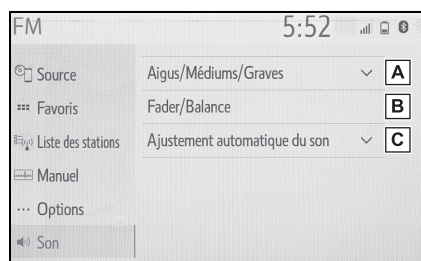 FM
5:52
Source
Favoris
Liste des stations
Manuel
Options
Son
Aigus/Médiums/Graves
A
Fader/Balance
B
Ajustement automatique du son
C